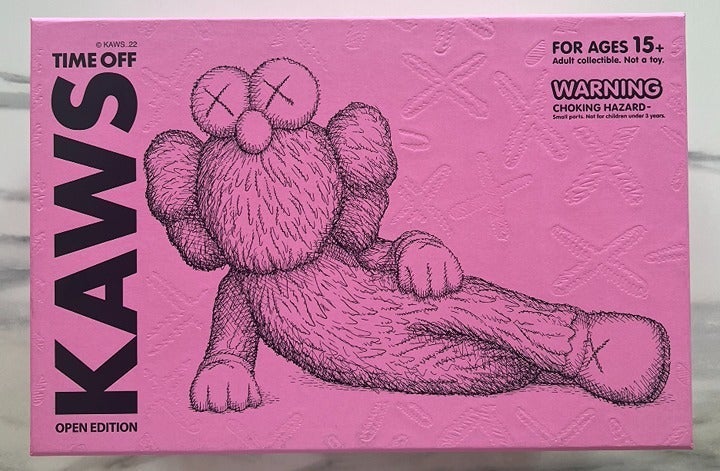 © KAWS..22
TIME OFF
KAWS
OPEN EDITION
FOR AGES 15+
Adult collectible. Not a toy.
WARNING
CHOKING HAZARD-
Small parts. Not for children under 3 years.